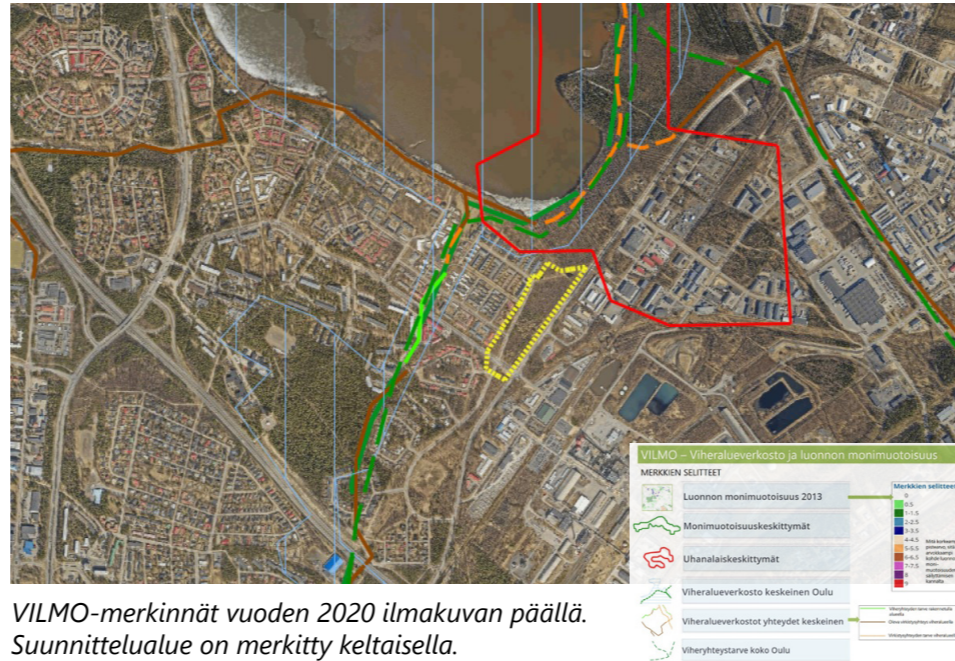 VILMO – Viheralueverkosto ja luonnon monimuotoisuus
MERKKIEN SELITTEET
Luonnon monimuotoisuus 2013
Monimuotoisuuskeskittymät
Uhanalaiskeskittymät
Viheralueverkosto keskeinen Oulu
Viheralueverkostot yhteydet keskeinen
Viheryhteystarve koko Oulu
Merkkien selitteet
0
0.5
1-1.5
2-2.5
3-3.5
4-4.5
5-5.5
6-6.5
7-7.5
8
9
VILMO-merkinnät vuoden 2020 ilmakuvan päällä.
Suunnittelualue on merkitty keltaisella.